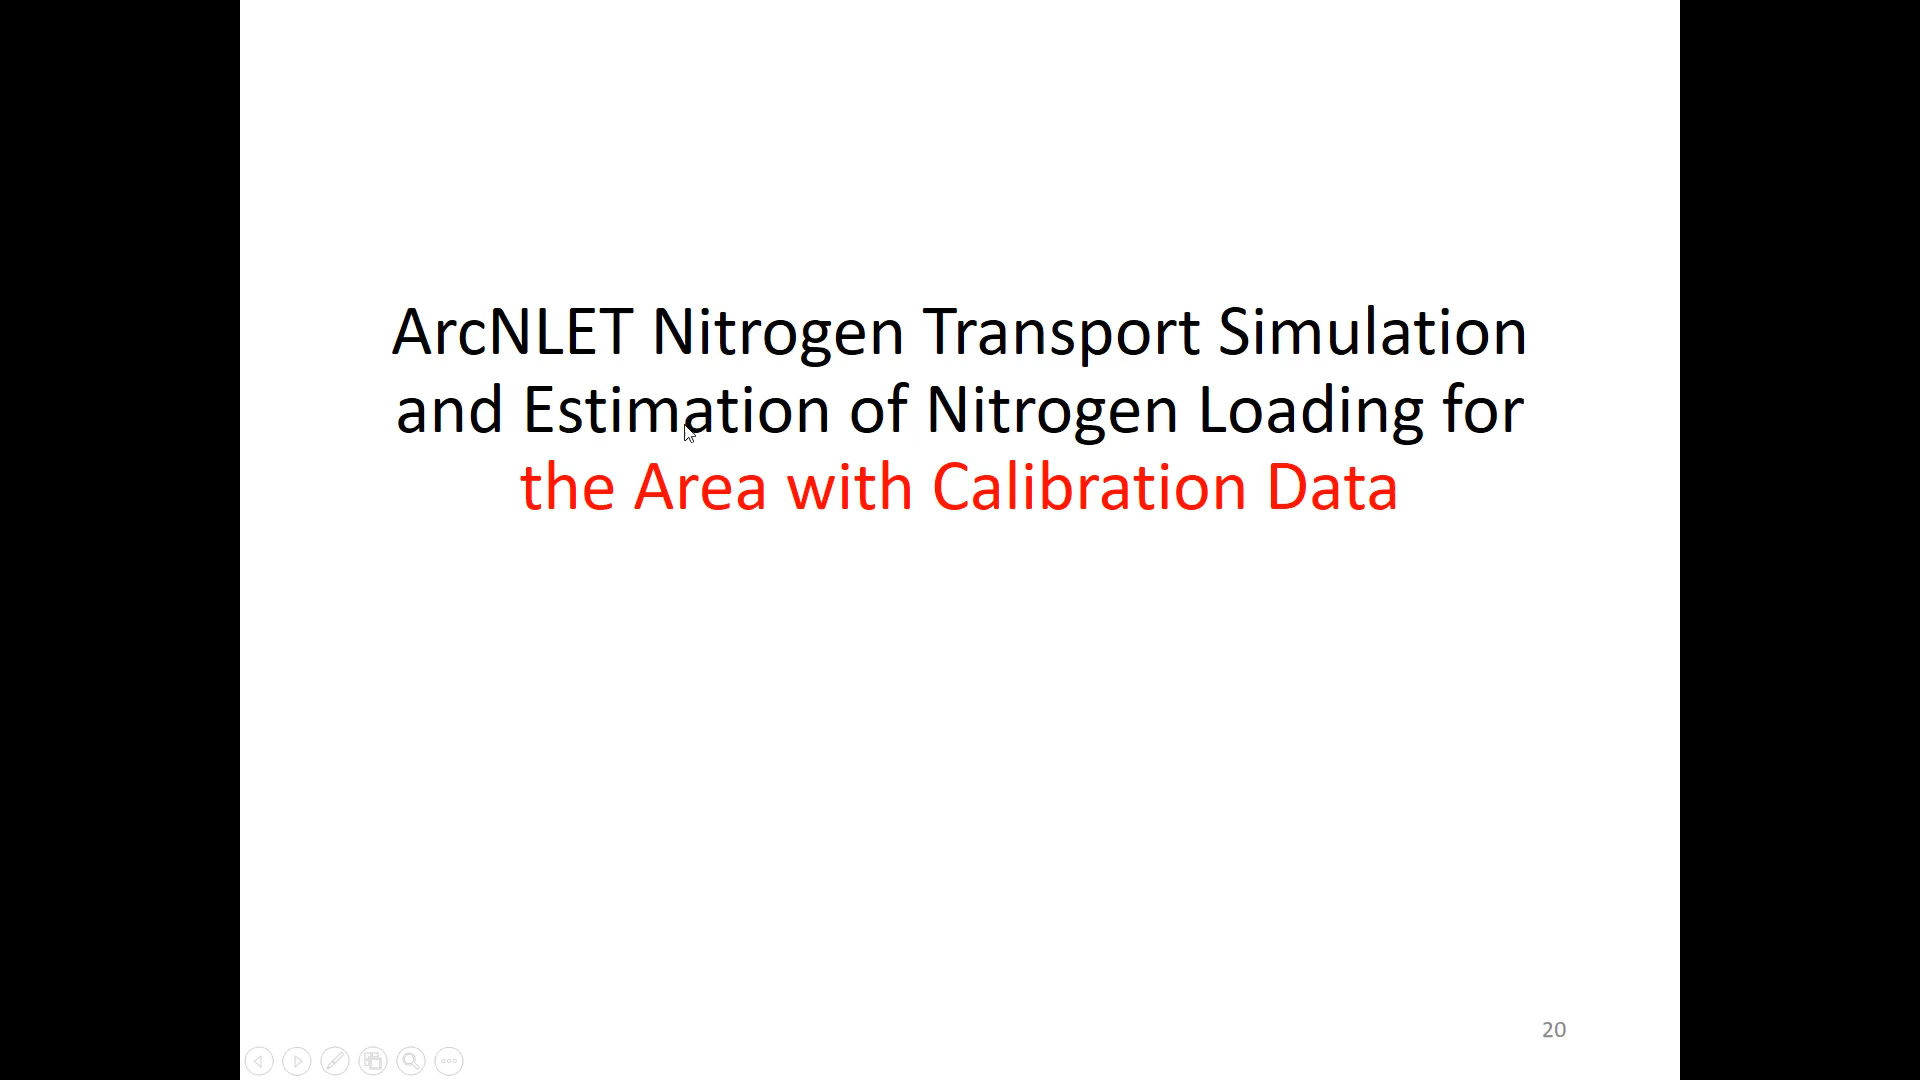 ArcNLET Nitrogen Transport Simulation
and Estimation of Nitrogen Loading for
the Area with Calibration Data
20